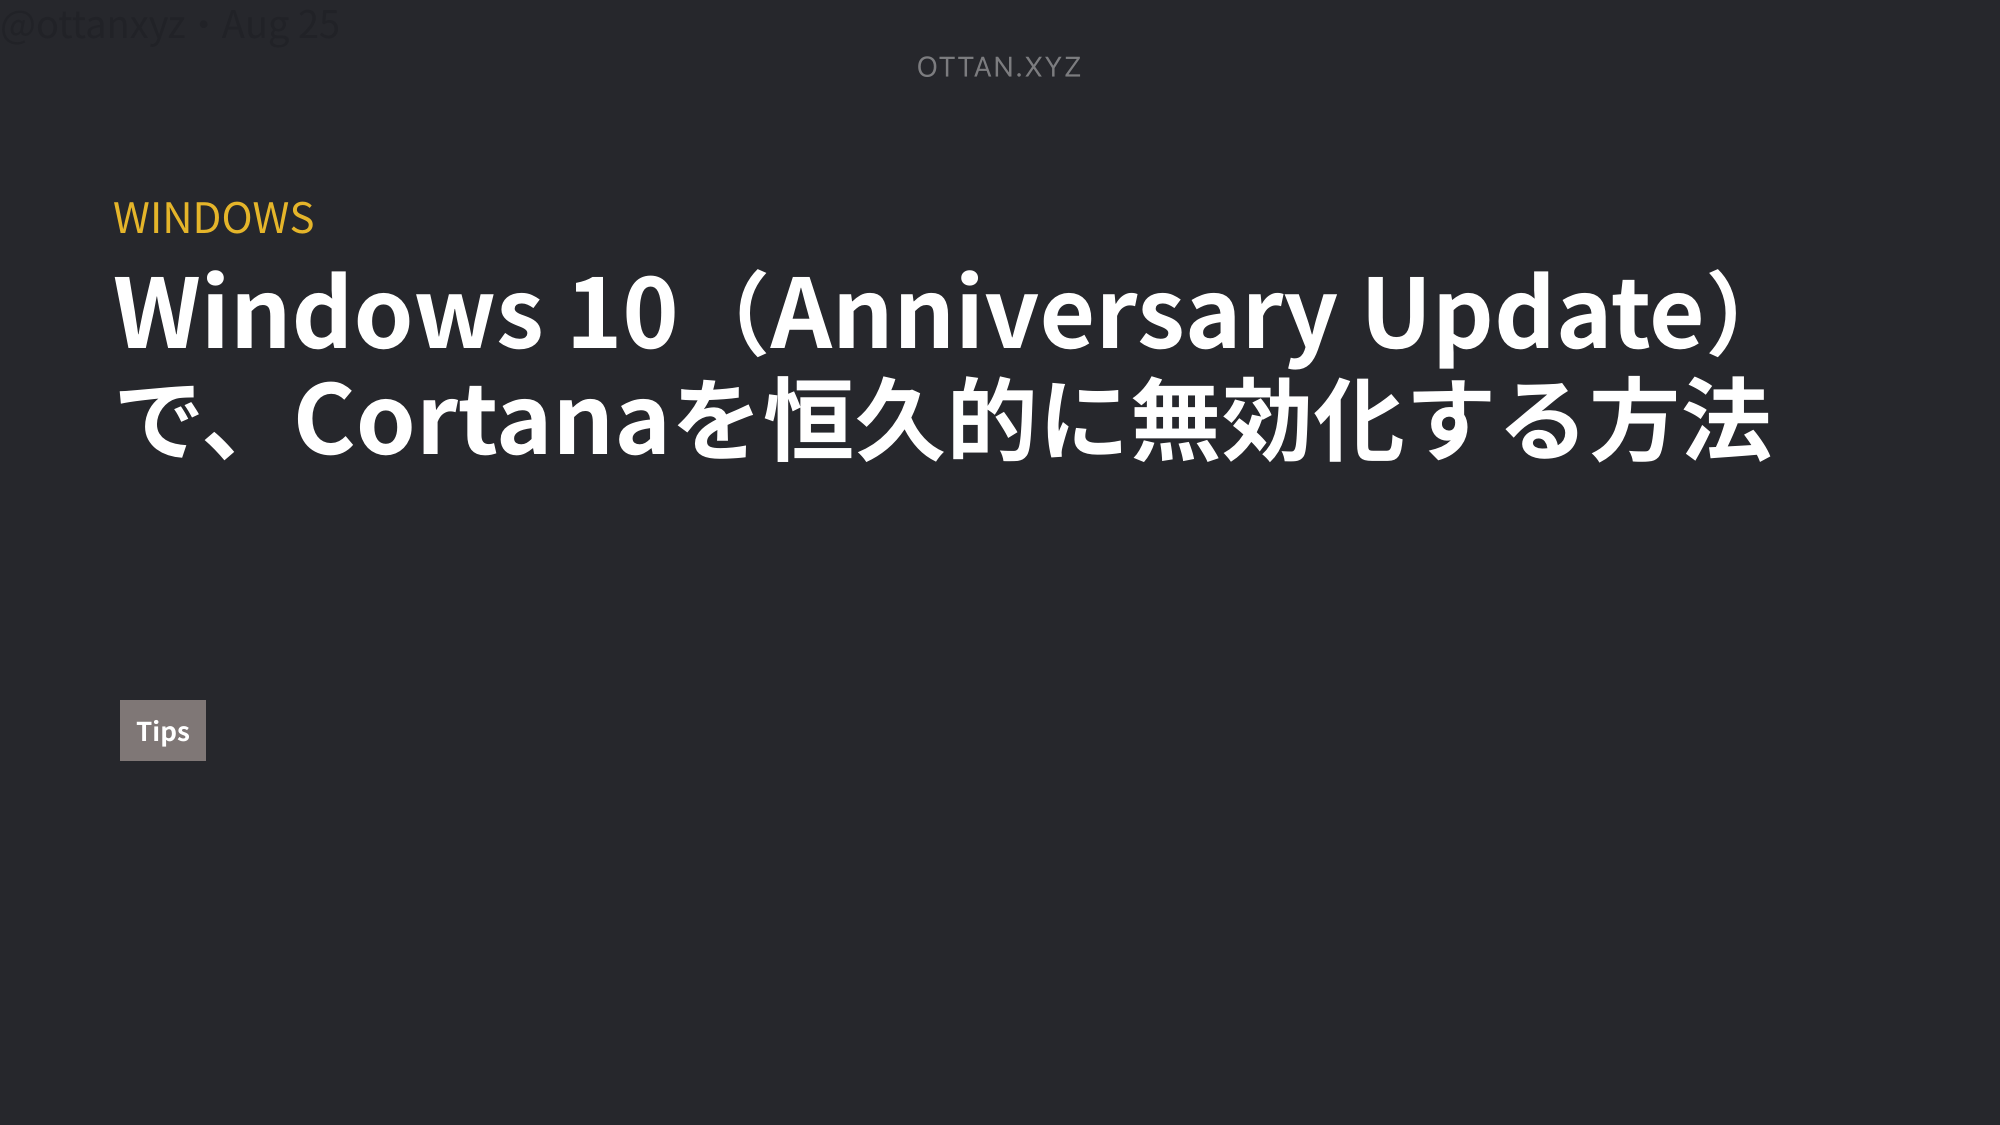 @ottanxyz・Aug 25
OTTAN.XYZ
WINDOWS
Windows 10（Anniversary Update）
で、Cortanaを恒久的に無効化する方法
Tips